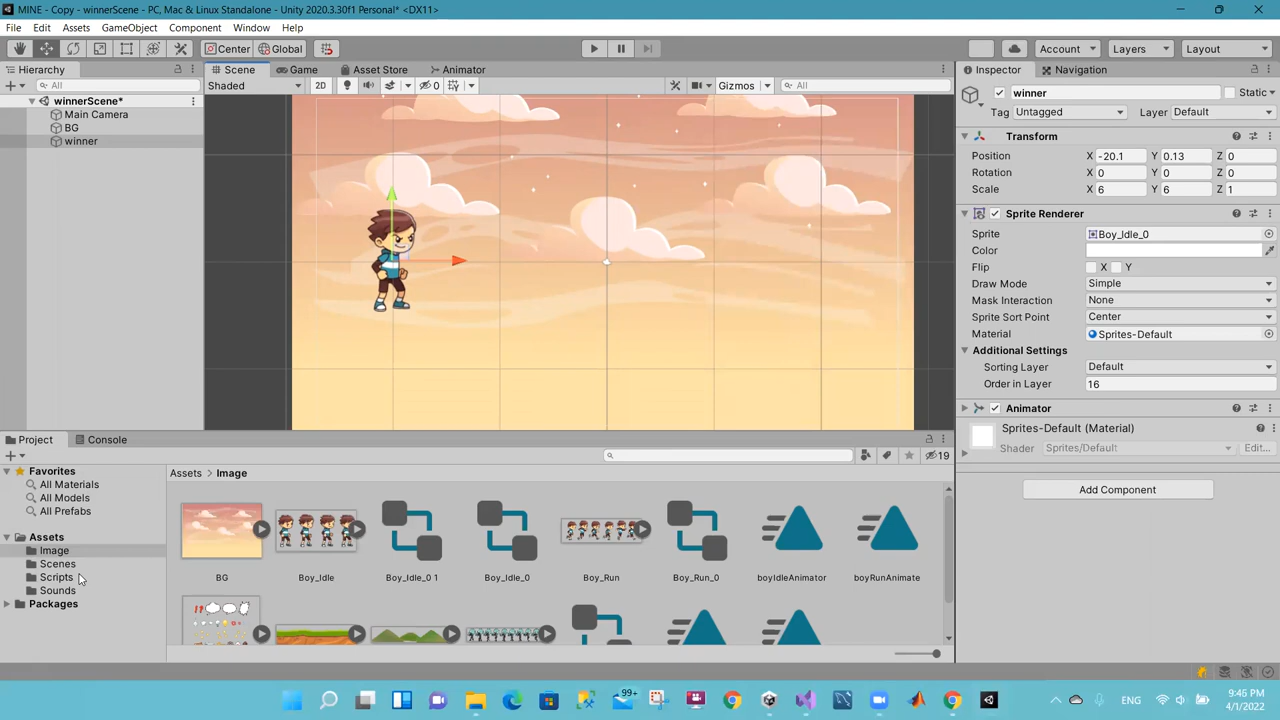 MINE - Copy - winnerScene - PC, Mac & Linux Standalone - Unity 2020.3.30f1 Personal* <DX11>
File Edit Assets GameObject Component Window Help
Center Global Account Layers Layout
Hierarchy Scene Game Asset Store Animator Inspector Navigation
All Shaded 2D 0 Gizmos All
winnerScene*
Main Camera
BG
winner
winner Static
Tag Untagged Layer Default
Transform
Position X -20.1 Y 0.13 Z 0
Rotation X 0 Y 0 Z 0
Scale X 6 Y 6 Z 1
Sprite Renderer
Sprite Boy_Idle_0
Color
Flip X Y
Draw Mode Simple
Mask Interaction None
Sprite Sort Point Center
Material Sprites-Default
Additional Settings
Sorting Layer Default
Order in Layer 16
Animator
Sprites-Default (Material)
Shader Sprites/Default Edit...
Add Component
Project Console
19
Favorites
All Materials
All Models
All Prefabs
Assets
Image
Scenes
Scripts
Sounds
Packages
Assets > Image
BG Boy_Idle Boy_Idle_0 1 Boy_Idle_0 Boy_Run Boy_Run_0 boyIdleAnimator boyRunAnimate
99+
ENG
9:46 PM
4/1/2022